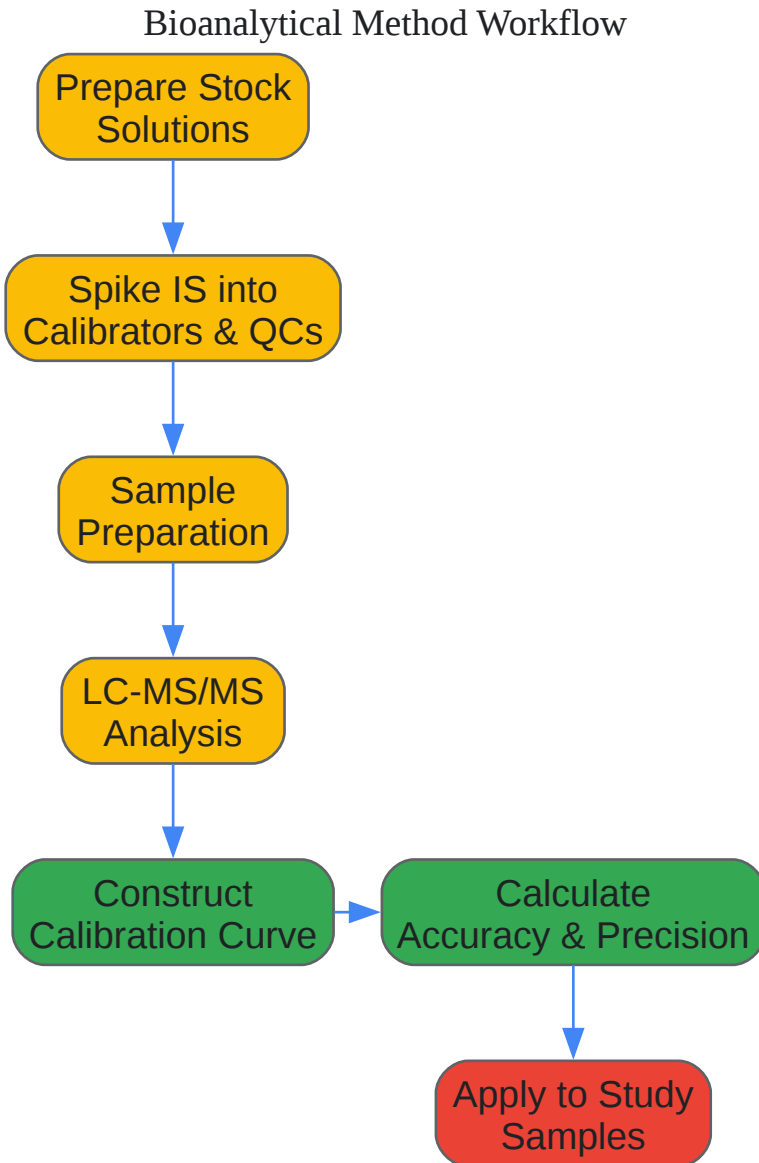 Bioanalytical Method Workflow
Prepare Stock
Solutions
Spike IS into
Calibrators & QCs
Sample
Preparation
LC-MS/MS
Analysis
Construct
Calibration Curve
Calculate
Accuracy & Precision
Apply to Study
Samples